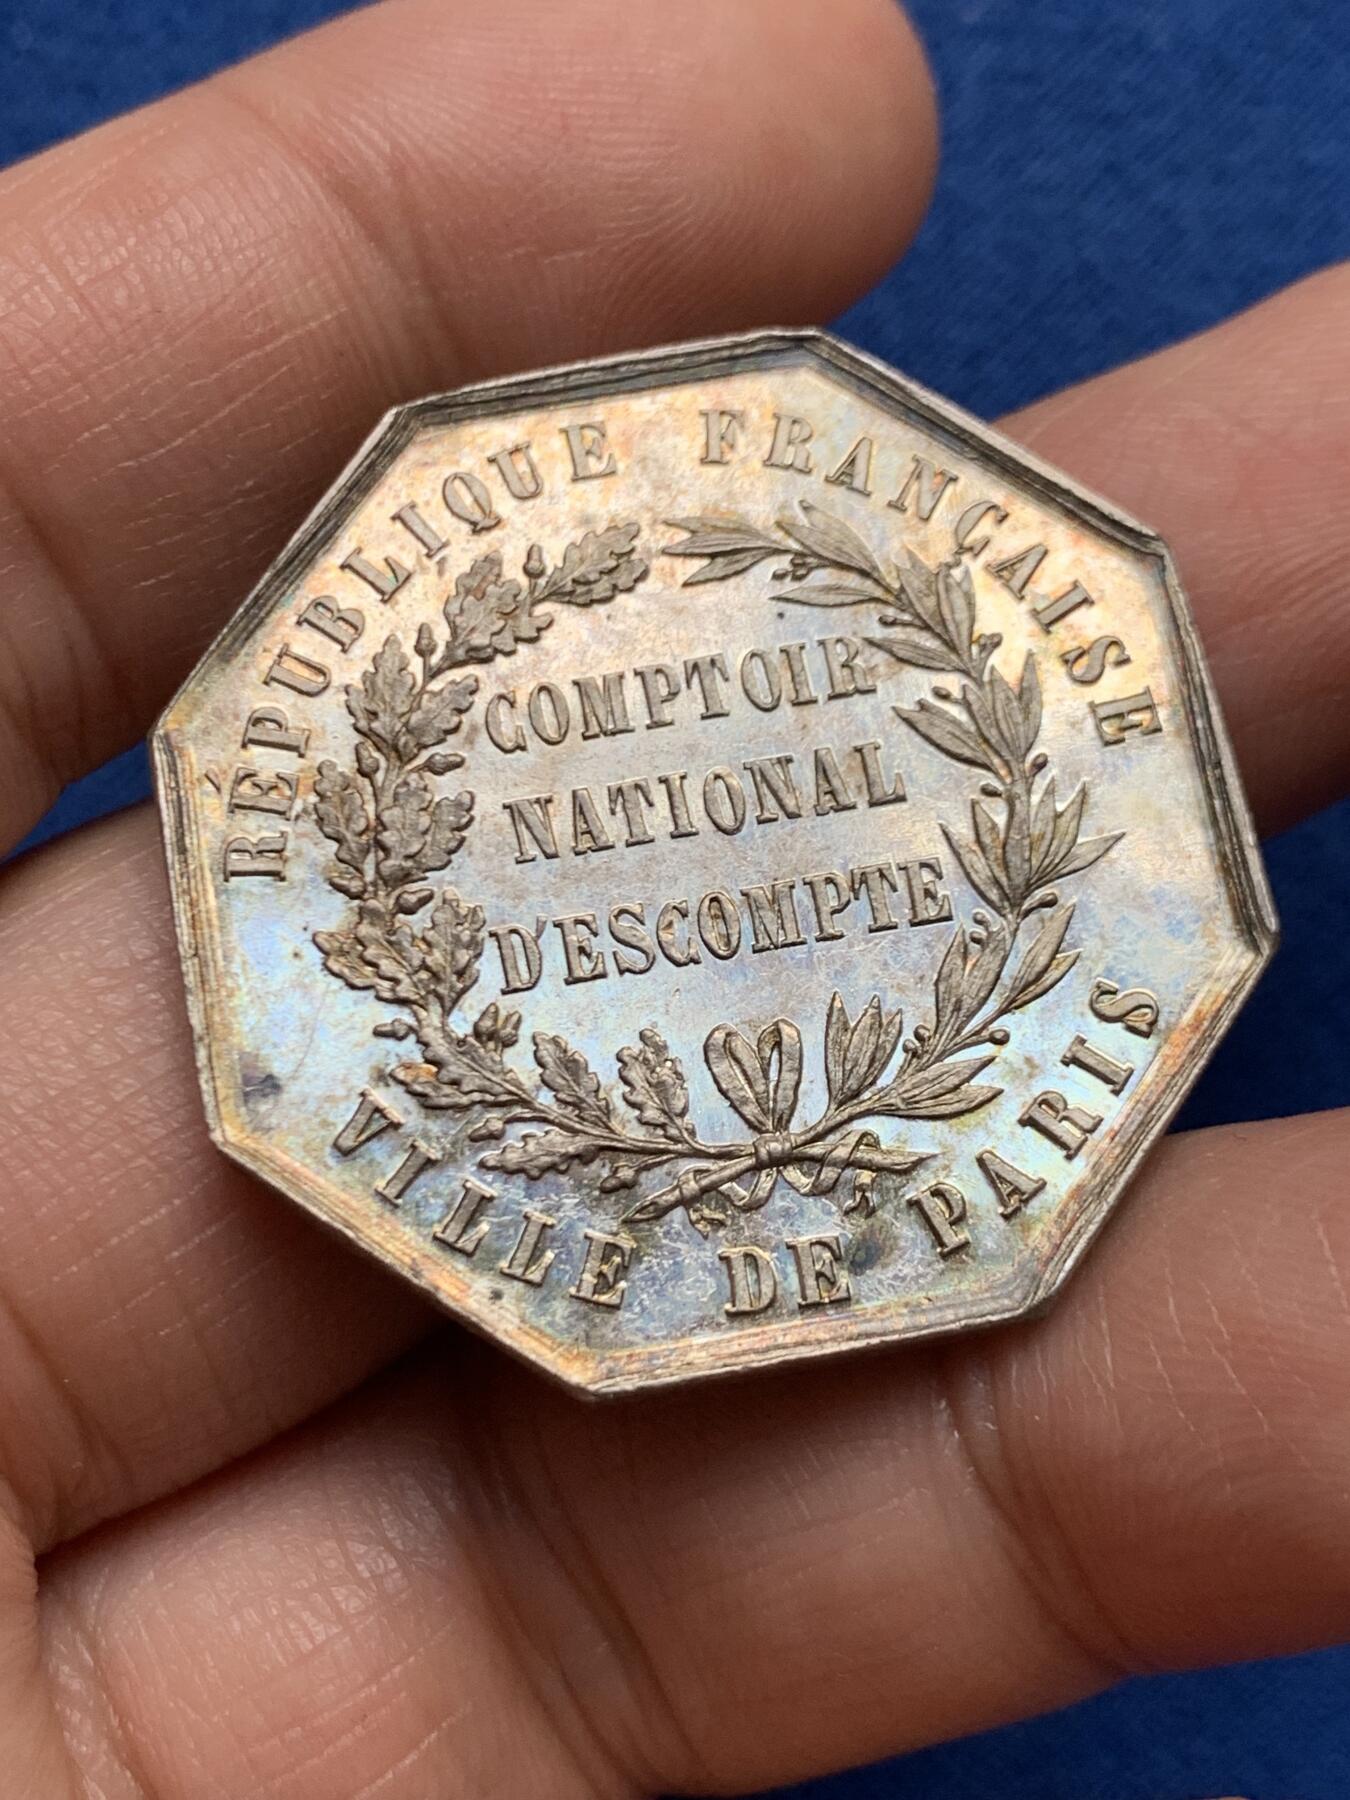 RÉPUBLIQUE FRANÇAISE
COMPTOIR
NATIONAL
D'ESCOMPTE
VILLE DE PARIS